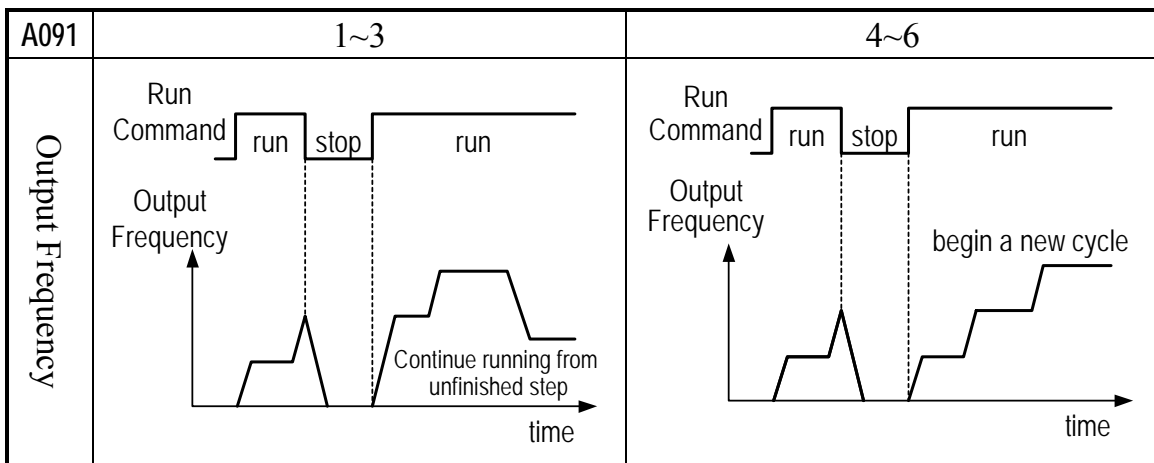 A091
1~3
4~6
Output Frequency
Run
Command
run
stop
run
Output
Frequency
Continue running from
unfinished step
time
Run
Command
run
stop
run
Output
Frequency
begin a new cycle
time